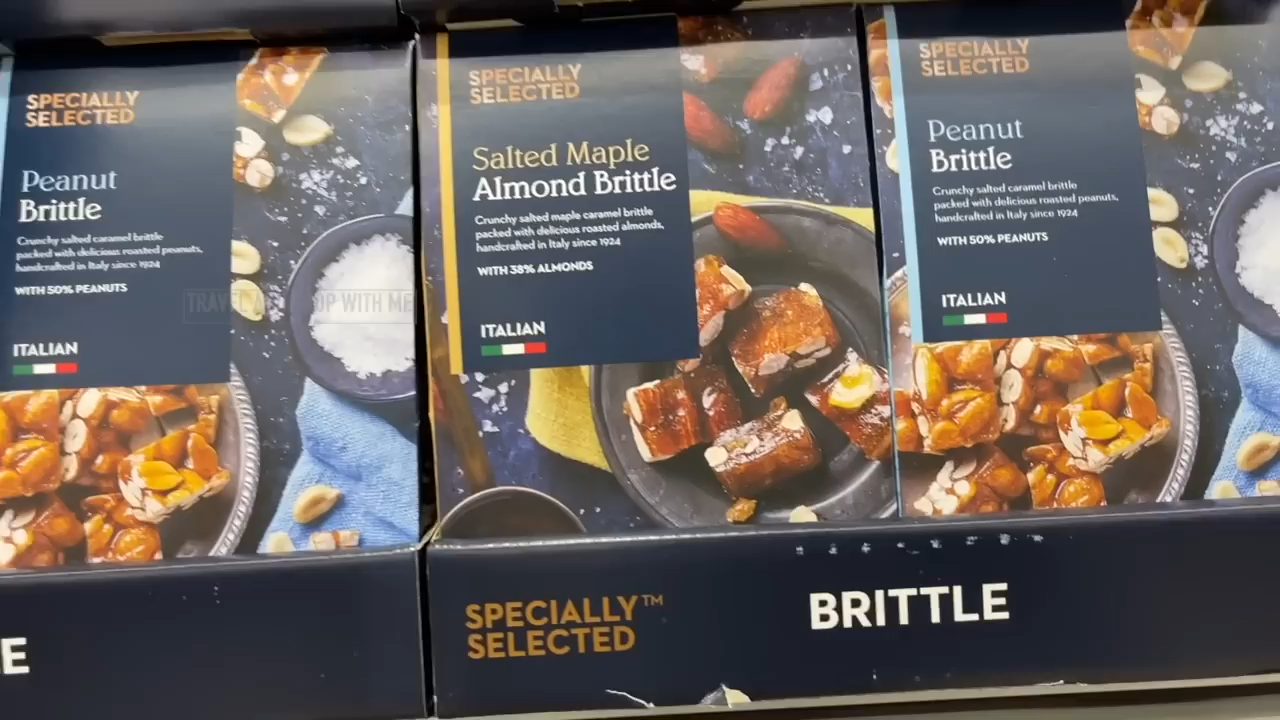 SPECIALLY
SELECTED
Peanut
Brittle
Crunchy salted caramel brittle
packed with delicious roasted peanuts,
handcrafted in Italy since 1924
WITH 50% PEANUTS
ITALIAN
SPECIALLY
SELECTED
Salted Maple
Almond Brittle
Crunchy salted maple caramel brittle
packed with delicious roasted almonds,
handcrafted in Italy since 1924
WITH 38% ALMONDS
ITALIAN
SPECIALLY
SELECTED
Peanut
Brittle
Crunchy salted caramel brittle
packed with delicious roasted peanuts,
handcrafted in Italy since 1924
WITH 50% PEANUTS
ITALIAN
TRAVEL WITH ME
E
SPECIALLY™
SELECTED
BRITTLE